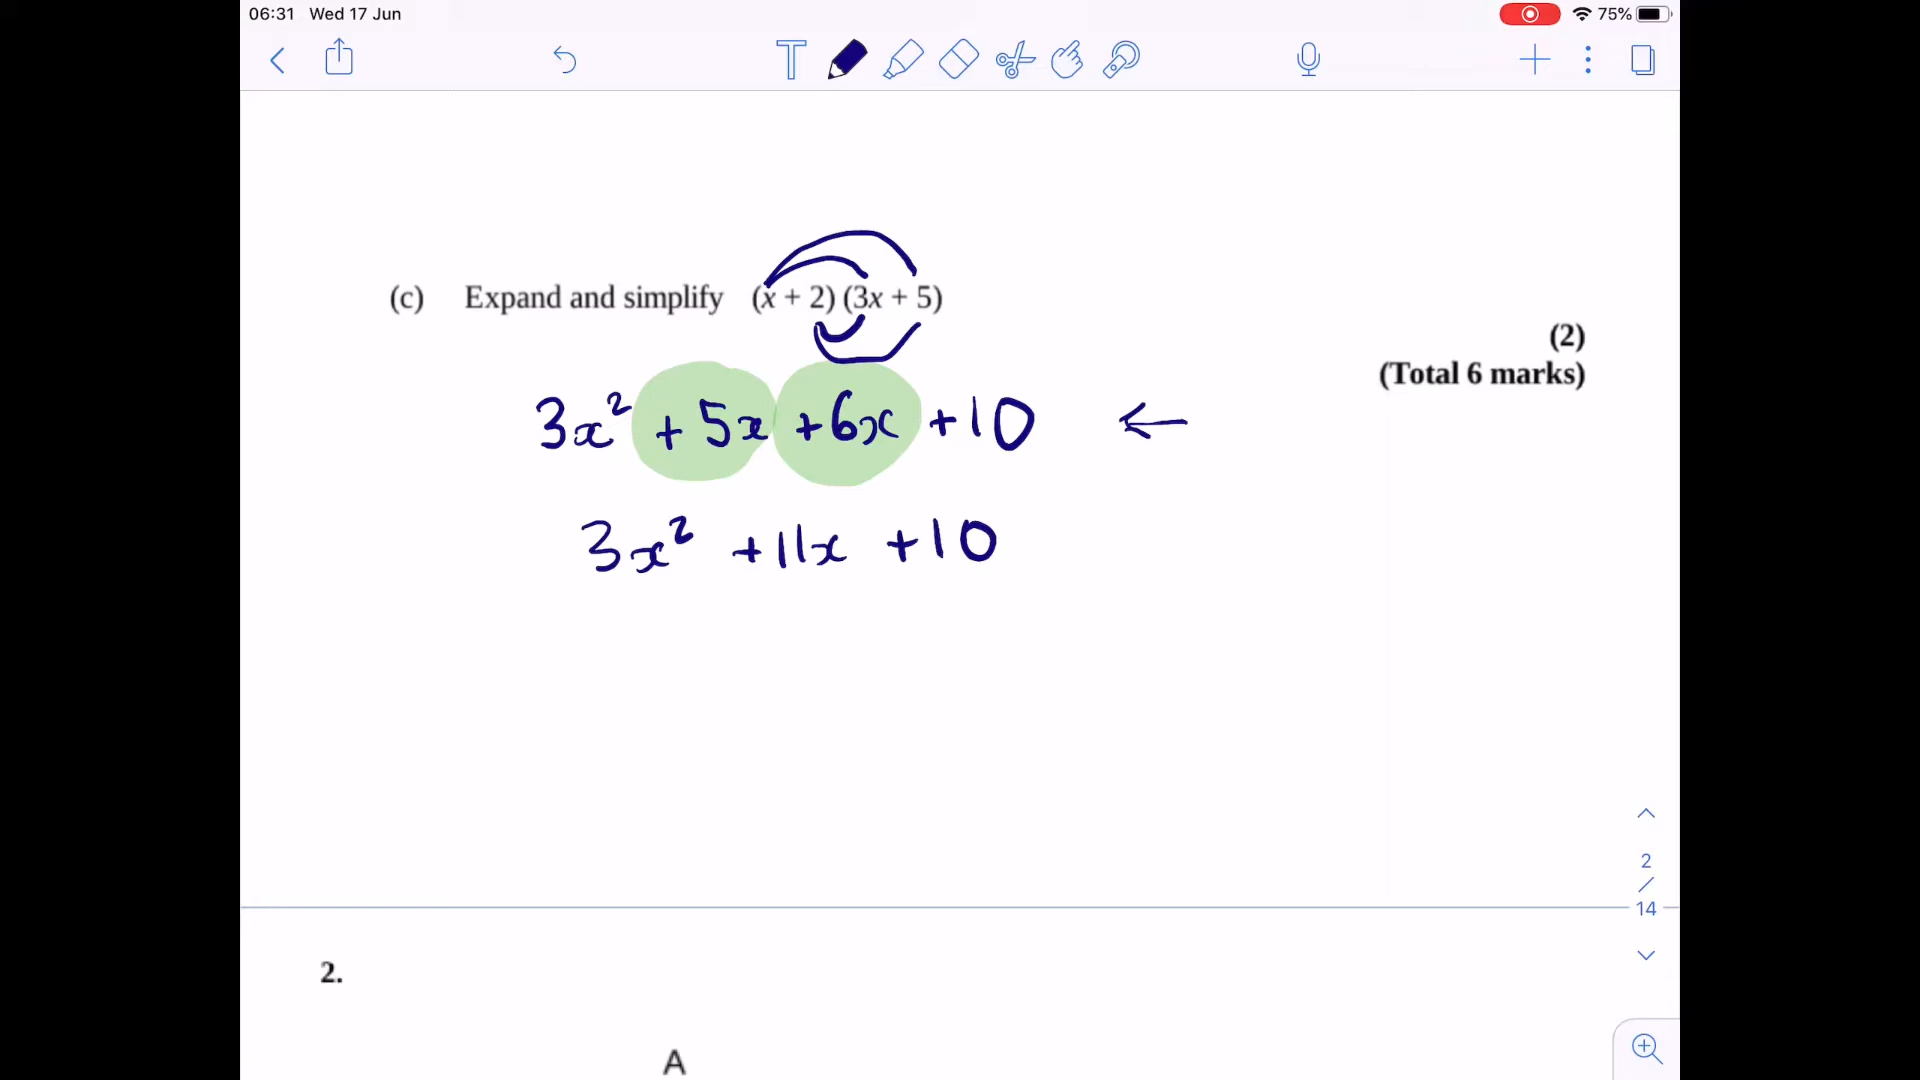 06:31 Wed 17 Jun 75%
T
(c) Expand and simplify (x + 2) (3x + 5)
(2)
(Total 6 marks)
3x² + 5x + 6x + 10 ←
3x² + 11x + 10
2
/
14
2.
A